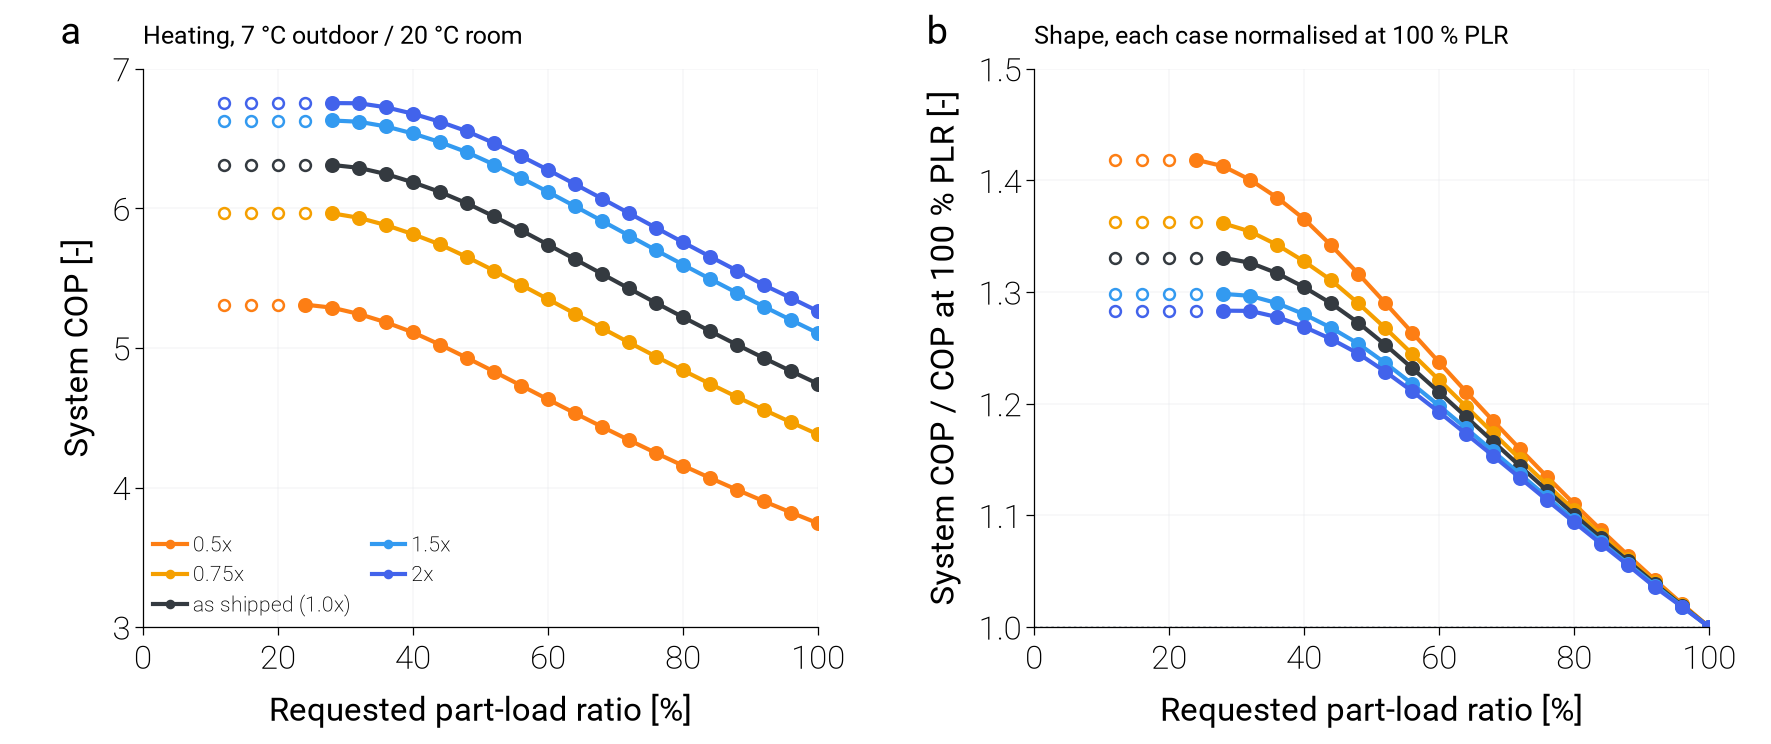 a
Heating, 7 °C outdoor / 20 °C room
7
6
5
4
3
System COP [-]
0.5x
0.75x
as shipped (1.0x)
1.5x
2x
0 20 40 60 80 100
Requested part-load ratio [%]
b
Shape, each case normalised at 100 % PLR
1.5
1.4
1.3
1.2
1.1
1.0
System COP / COP at 100 % PLR [-]
0 20 40 60 80 100
Requested part-load ratio [%]